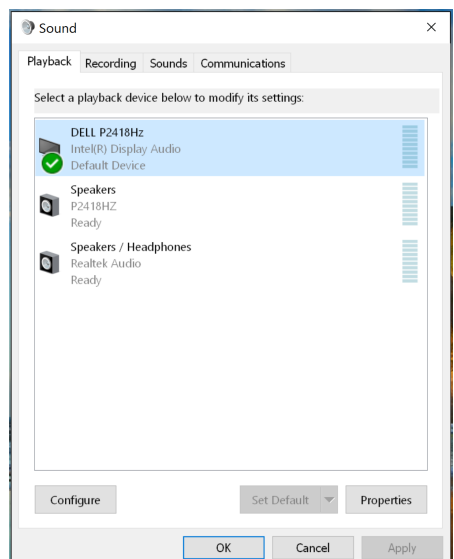 Sound
Playback Recording Sounds Communications
Select a playback device below to modify its settings:
DELL P2418Hz
Intel(R) Display Audio
Default Device
Speakers
P2418HZ
Ready
Speakers / Headphones
Realtek Audio
Ready
Configure Set Default Properties
OK Cancel Apply